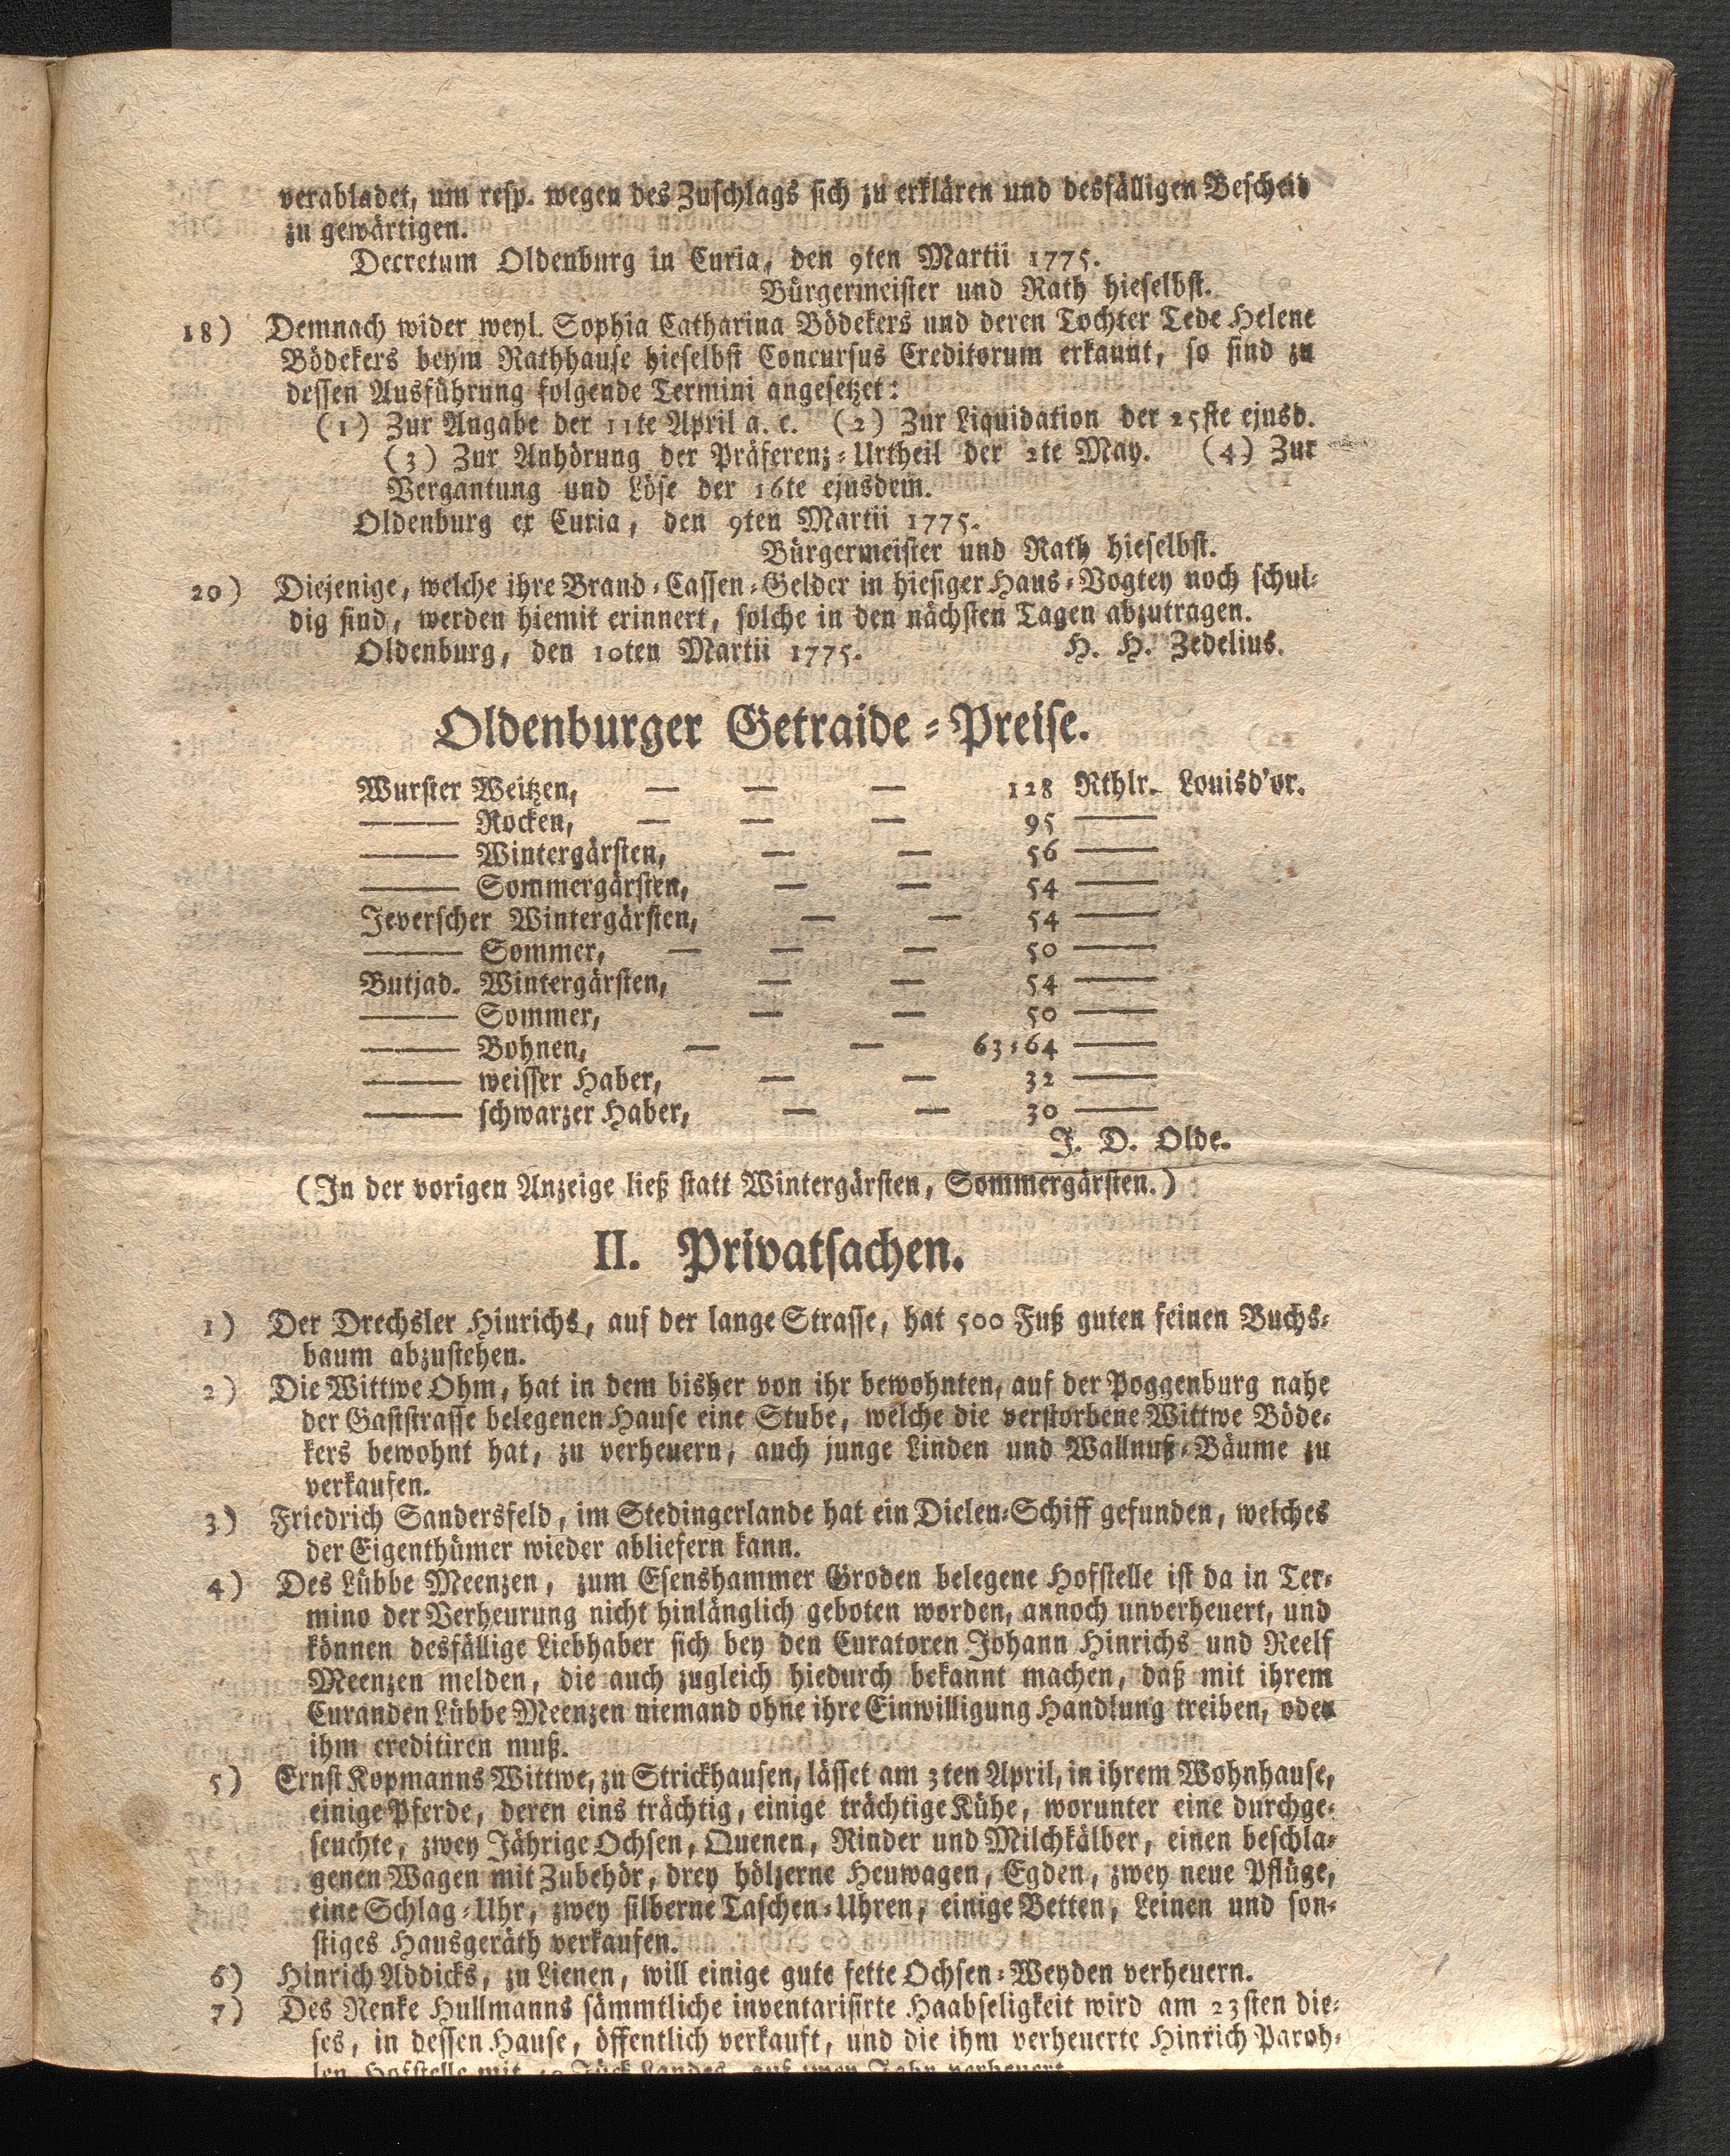 verabladet, um resp. wegen des Zuschlags sich zu erklären und desfälligen Bescheid
zu gewärtigen.
Decretum Oldenburg in Curia, den 9ten Martii 1775.
Bürgermeister und Rath hieselbst.
18) Demnach wider weyl. Sophia Catharina Bödekers und deren Tochter Tede Helene
Bödekers beym Rathhause hieselbst Concursus Creditorum erkannt, so sind zu
dessen Ausführung folgende Termini angesetzet:
(1) Zur Angabe der 11te April a. c. (2) Zur Liquidation der 25ste ejusd.
(3) Zur Anhörung der Präferenz-Urtheil der 2te May. (4) Zur
Vergantung und Löse der 16te ejusdem.
Oldenburg ex Curia, den 9ten Martii 1775.
Bürgermeister und Rath hieselbst.
20) Diejenige, welche ihre Brand-Cassen-Gelder in hiesiger Haus-Vogtey noch schul-
dig sind, werden hiemit erinnert, solche in den nächsten Tagen abzutragen.
Oldenburg, den 10ten Martii 1775. H. H. Zedelius.
Oldenburger Getraide-Preise.
Wurster Weitzen, — — — 128 Rthlr. Louisd'or.
—— Rocken, — — — 95 ——
—— Wintergärsten, — — 56 ——
—— Sommergärsten, — — 54 ——
Jeverscher Wintergärsten, — — 54 ——
—— Sommer, — — — 50 ——
Butjad. Wintergärsten, — — 54 ——
—— Sommer, — — 50 ——
—— Bohnen, — — 63-64 ——
—— weisser Haber, — — 32 ——
—— schwarzer Haber, — — 30 ——
J. D. Olde.
(In der vorigen Anzeige ließ statt Wintergärsten, Sommergärsten.)
II. Privatsachen.
1) Der Drechsler Hinrichs, auf der lange Strasse, hat 500 Fuß guten feinen Buchs-
baum abzustehen.
2) Die Wittwe Ohm, hat in dem bisher von ihr bewohnten, auf der Poggenburg nahe
der Gaststrasse belegenen Hause eine Stube, welche die verstorbene Wittwe Böde-
kers bewohnt hat, zu verheuern, auch junge Linden und Wallnuß-Bäume zu
verkaufen.
3) Friedrich Sandersfeld, im Stedingerlande hat ein Dielen-Schiff gefunden, welches
der Eigenthümer wieder abliefern kann.
4) Des Lübbe Meenzen, zum Esenshammer Groden belegene Hofstelle ist da in Ter-
mino der Verheurung nicht hinlänglich geboten worden, annoch unverheuert, und
können desfällige Liebhaber sich bey den Curatoren Johann Hinrichs und Reelf
Meenzen melden, die auch zugleich hiedurch bekannt machen, daß mit ihrem
Curanden Lübbe Meenzen niemand ohne ihre Einwilligung Handlung treiben, oder
ihm creditiren muß.
5) Ernst Kopmanns Wittwe, zu Strickhausen, lässet am 3ten April, in ihrem Wohnhause,
einige Pferde, deren eins trächtig, einige trächtige Kühe, worunter eine durchge-
seuchte, zwey Jährige Ochsen, Quenen, Rinder und Milchkälber, einen beschla-
genen Wagen mit Zubehör, drey hölzerne Heuwagen, Egden, zwey neue Pflüge,
eine Schlag-Uhr, zwey silberne Taschen-Uhren, einige Betten, Leinen und son-
stiges Hausgeräth verkaufen.
6) Hinrich Addicks, zu Lienen, will einige gute fette Ochsen-Weyden verheuern.
7) Des Renke Hullmanns sämmtliche inventarisirte Haabseligkeit wird am 23sten die-
ses, in dessen Hause, öffentlich verkauft, und die ihm verheuerte Hinrich Paroh-
len Hofstelle mit Jück Landes, auf zwey Jahr verheuert